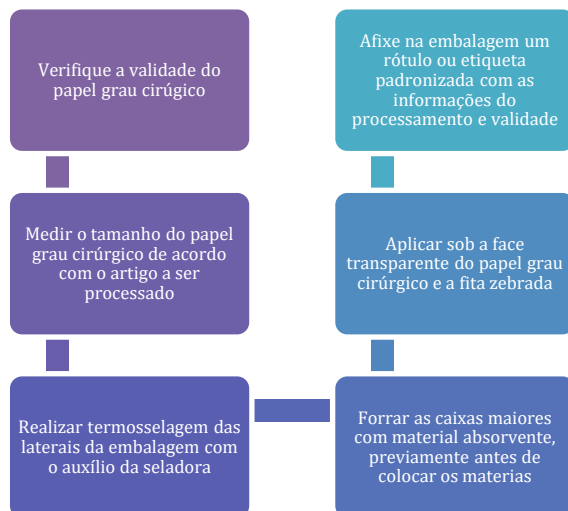 Verifique a validade do
papel grau cirúgico
Medir o tamanho do papel
grau cirúrgico de acordo
com o artigo a ser
processado
Realizar termosselagem das
laterais da embalagem com
o auxílio da seladora
Forrar as caixas maiores
com material absorvente,
previamente antes de
colocar os materias
Aplicar sob a face
transparente do papel grau
cirúrgico e a fita zebrada
Afixe na embalagem um
rótulo ou etiqueta
padronizada com as
informações do
processamento e validade